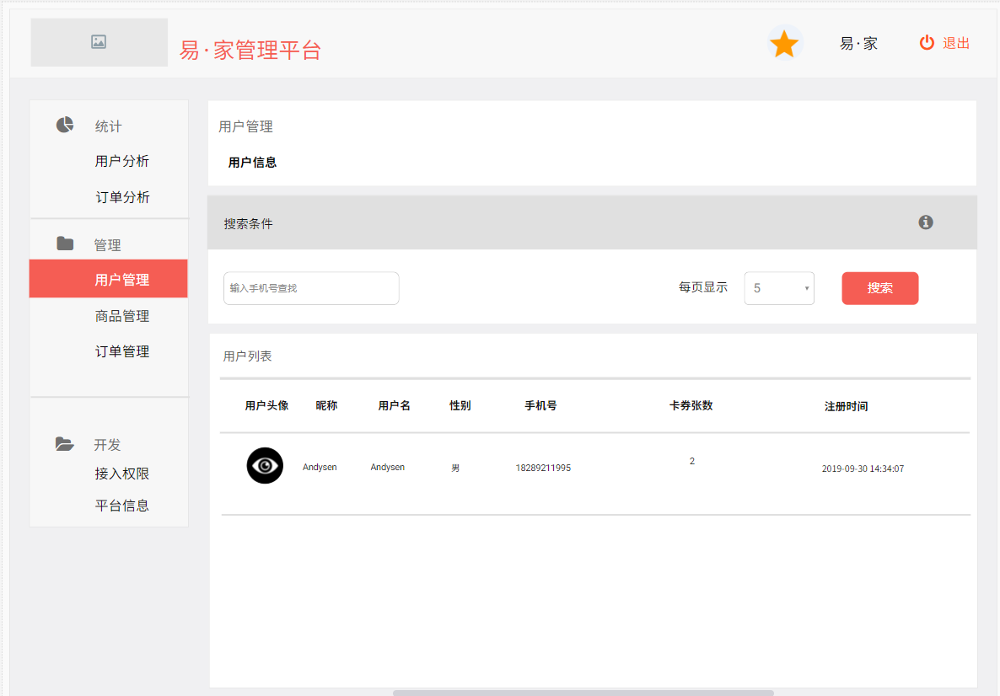 易·家管理平台
易·家
退出
统计
用户分析
订单分析
管理
用户管理
商品管理
订单管理
开发
接入权限
平台信息
用户管理
用户信息
搜索条件
输入手机号查找
每页显示
5
搜索
用户列表
用户头像 昵称 用户名 性别 手机号 卡券张数 注册时间
Andysen Andysen 男 18289211995 2 2019-09-30 14:34:07